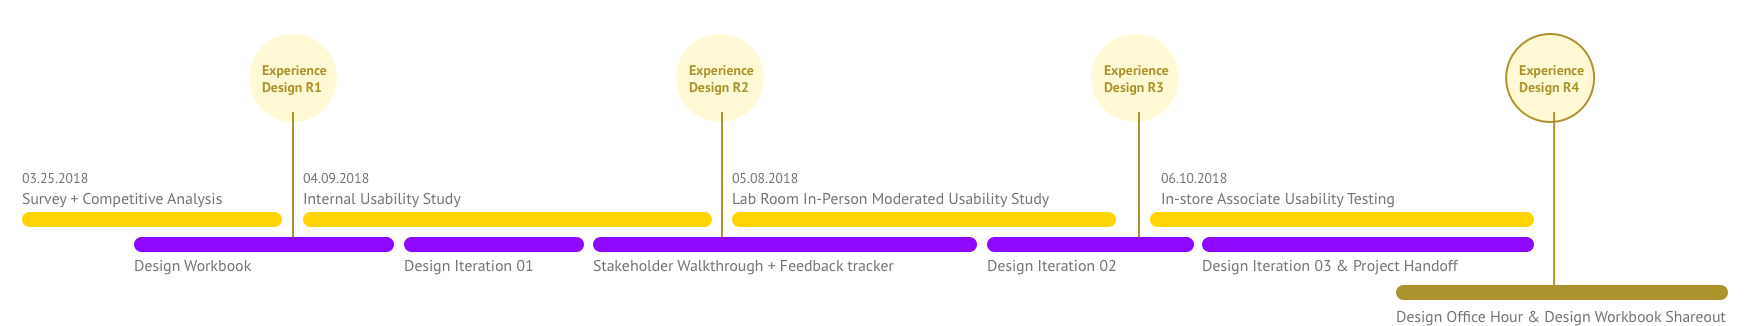 Experience
Design R1
Experience
Design R2
Experience
Design R3
Experience
Design R4
03.25.2018
Survey + Competitive Analysis
04.09.2018
Internal Usability Study
05.08.2018
Lab Room In-Person Moderated Usability Study
06.10.2018
In-store Associate Usability Testing
Design Workbook
Design Iteration 01
Stakeholder Walkthrough + Feedback tracker
Design Iteration 02
Design Iteration 03 & Project Handoff
Design Office Hour & Design Workbook Shareout